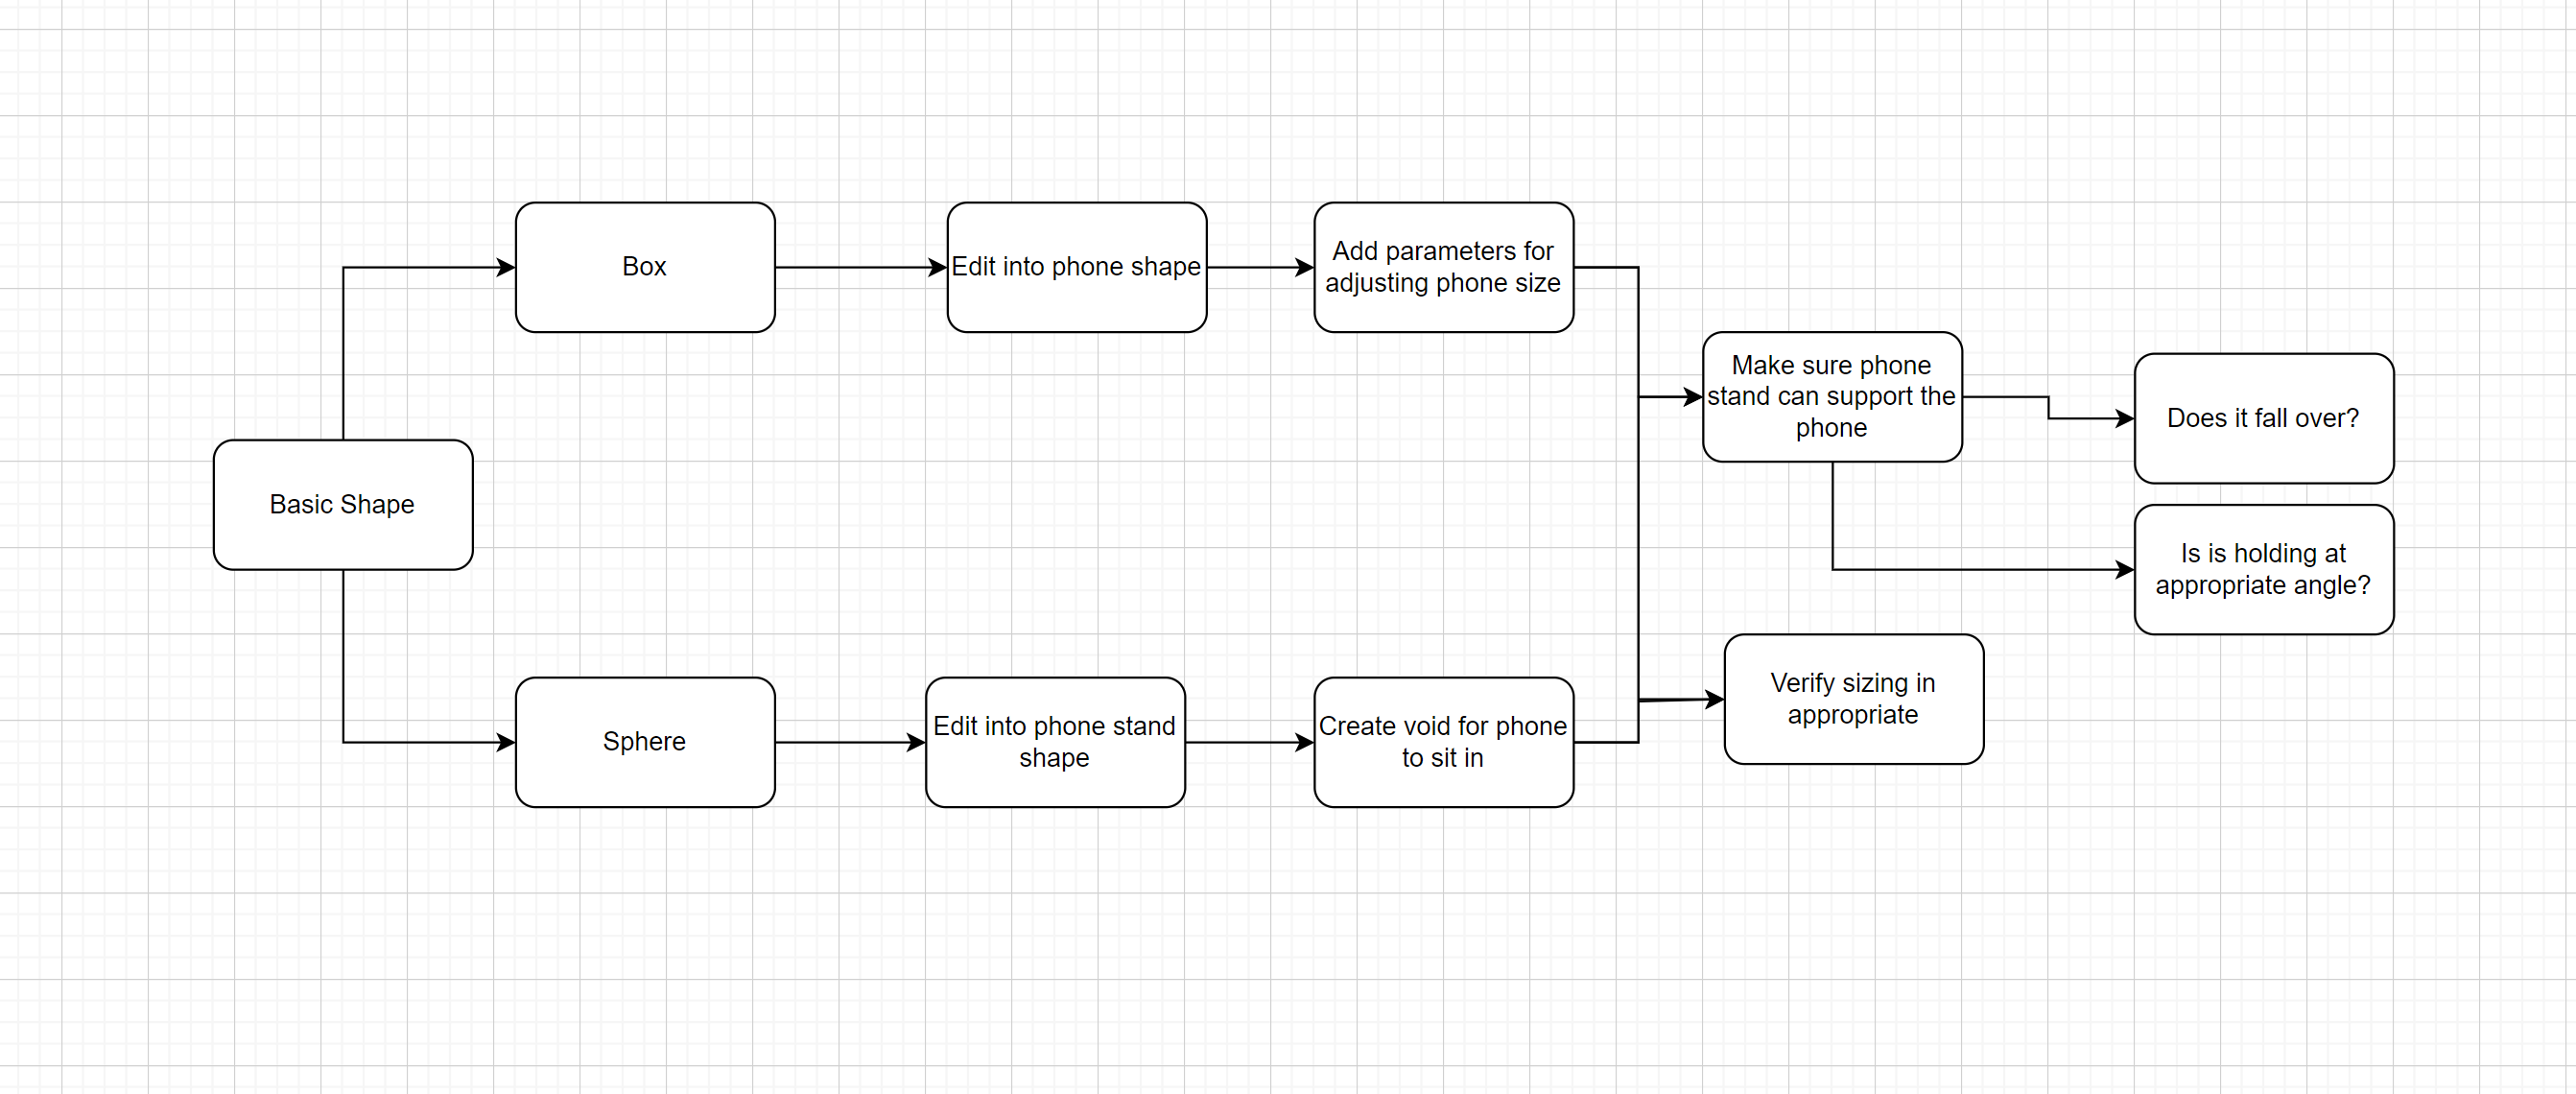 Box
Edit into phone shape
Add parameters for
adjusting phone size
Make sure phone
stand can support the
phone
Does it fall over?
Basic Shape
Is is holding at
appropriate angle?
Verify sizing in
appropriate
Sphere
Edit into phone stand
shape
Create void for phone
to sit in